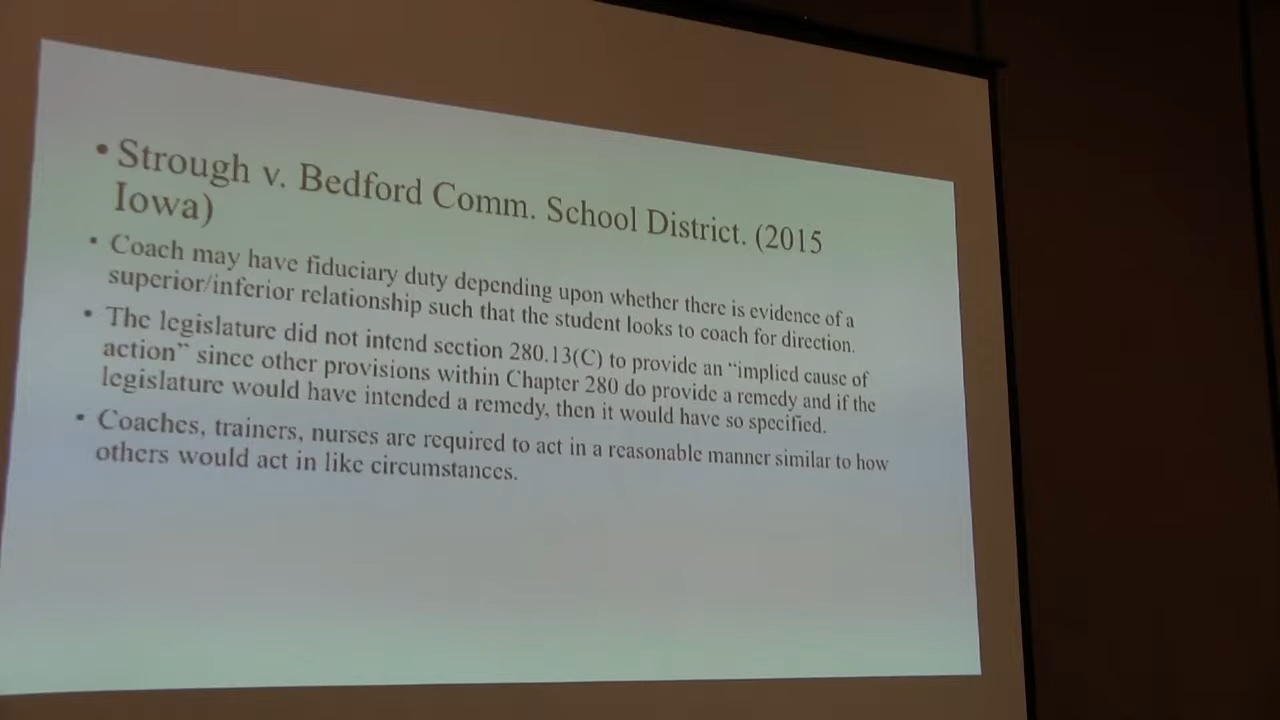 • Strough v. Bedford Comm. School District. (2015
Iowa)
• Coach may have fiduciary duty depending upon whether there is evidence of a
superior/inferior relationship such that the student looks to coach for direction.
• The legislature did not intend section 280.13(C) to provide an “implied cause of
action” since other provisions within Chapter 280 do provide a remedy and if the
legislature would have intended a remedy, then it would have so specified.
• Coaches, trainers, nurses are required to act in a reasonable manner similar to how
others would act in like circumstances.